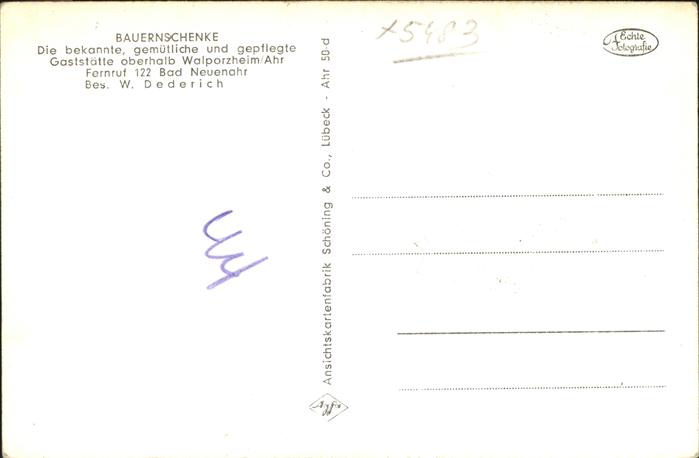 BAUERNSCHENKE
Die bekannte, gemütliche und gepflegte
Gaststätte oberhalb Walporzheim/Ahr
Fernruf 122 Bad Neuenahr
Bes. W. Dederich
x5483
Echte
Fotografie
Ansichtskartenfabrik Schöning & Co., Lübeck - Ahr 50-d